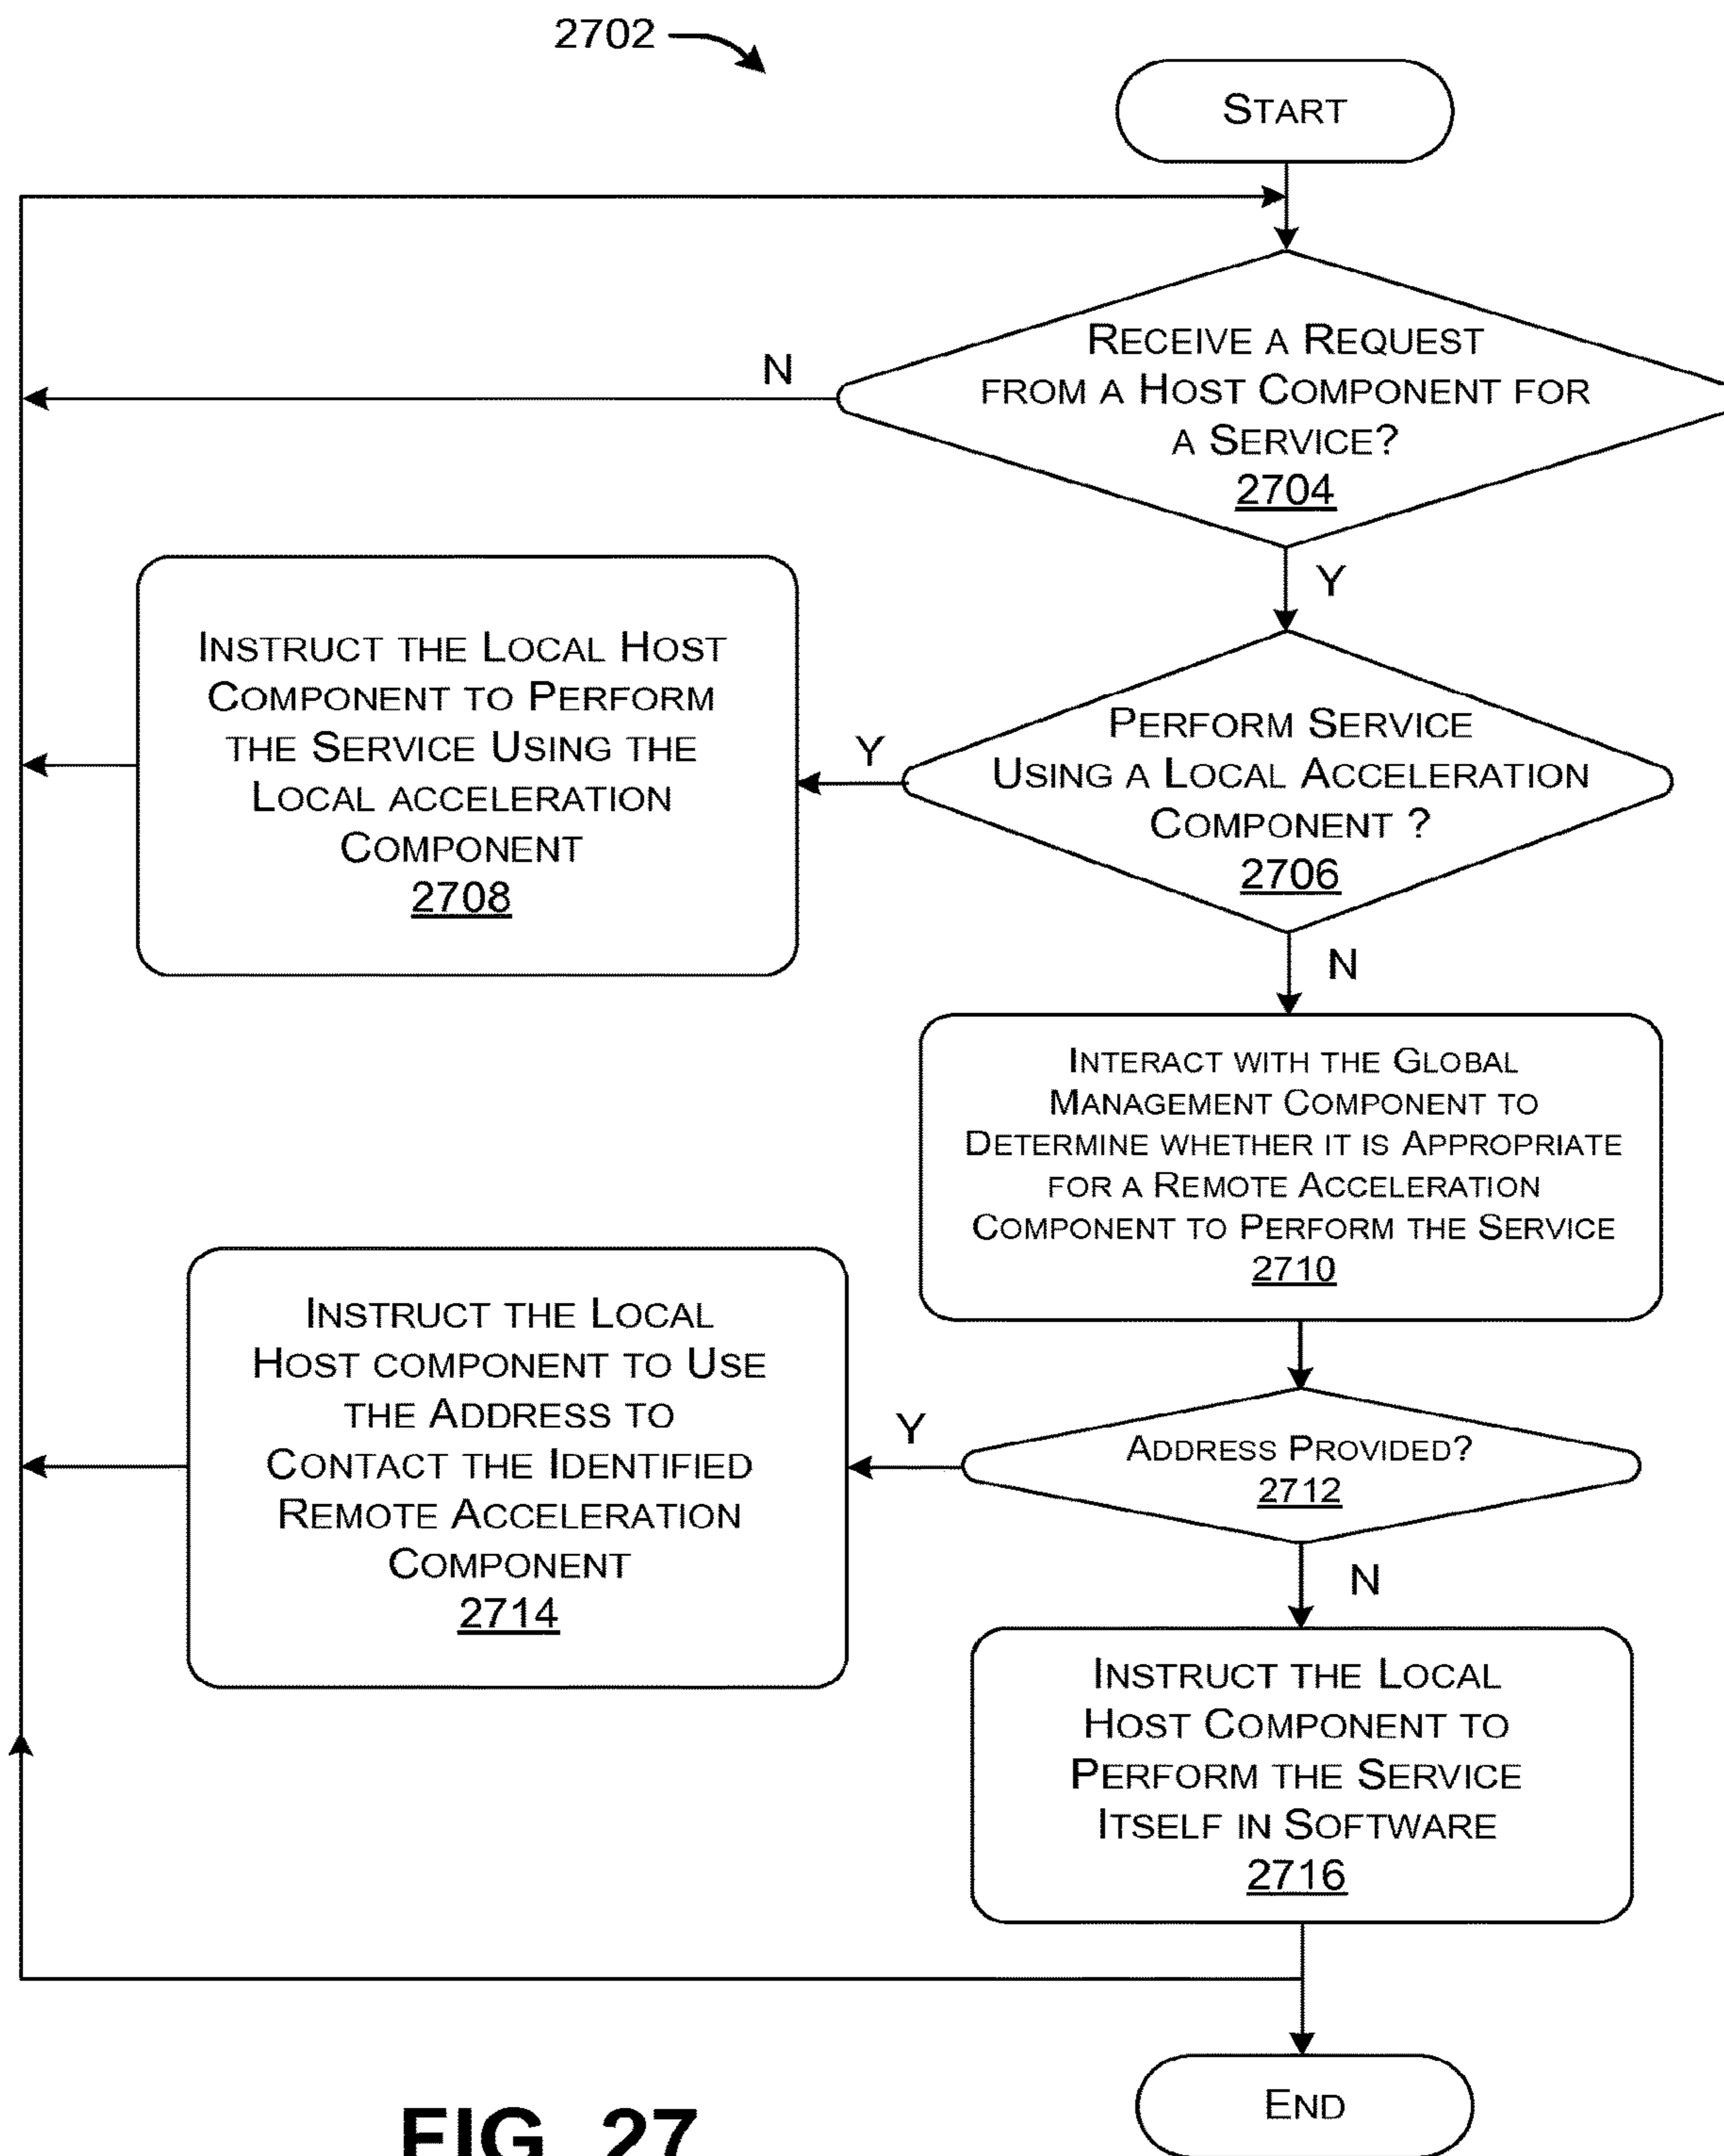 2702
START
RECEIVE A REQUEST
FROM A HOST COMPONENT FOR
A SERVICE?
2704
N
Y
INSTRUCT THE LOCAL HOST
COMPONENT TO PERFORM
THE SERVICE USING THE
LOCAL ACCELERATION
COMPONENT
2708
Y
PERFORM SERVICE
USING A LOCAL ACCELERATION
COMPONENT ?
2706
N
INTERACT WITH THE GLOBAL
MANAGEMENT COMPONENT TO
DETERMINE WHETHER IT IS APPROPRIATE
FOR A REMOTE ACCELERATION
COMPONENT TO PERFORM THE SERVICE
2710
INSTRUCT THE LOCAL
HOST COMPONENT TO USE
THE ADDRESS TO
CONTACT THE IDENTIFIED
REMOTE ACCELERATION
COMPONENT
2714
Y
ADDRESS PROVIDED?
2712
N
INSTRUCT THE LOCAL
HOST COMPONENT TO
PERFORM THE SERVICE
ITSELF IN SOFTWARE
2716
END
FIG. 27